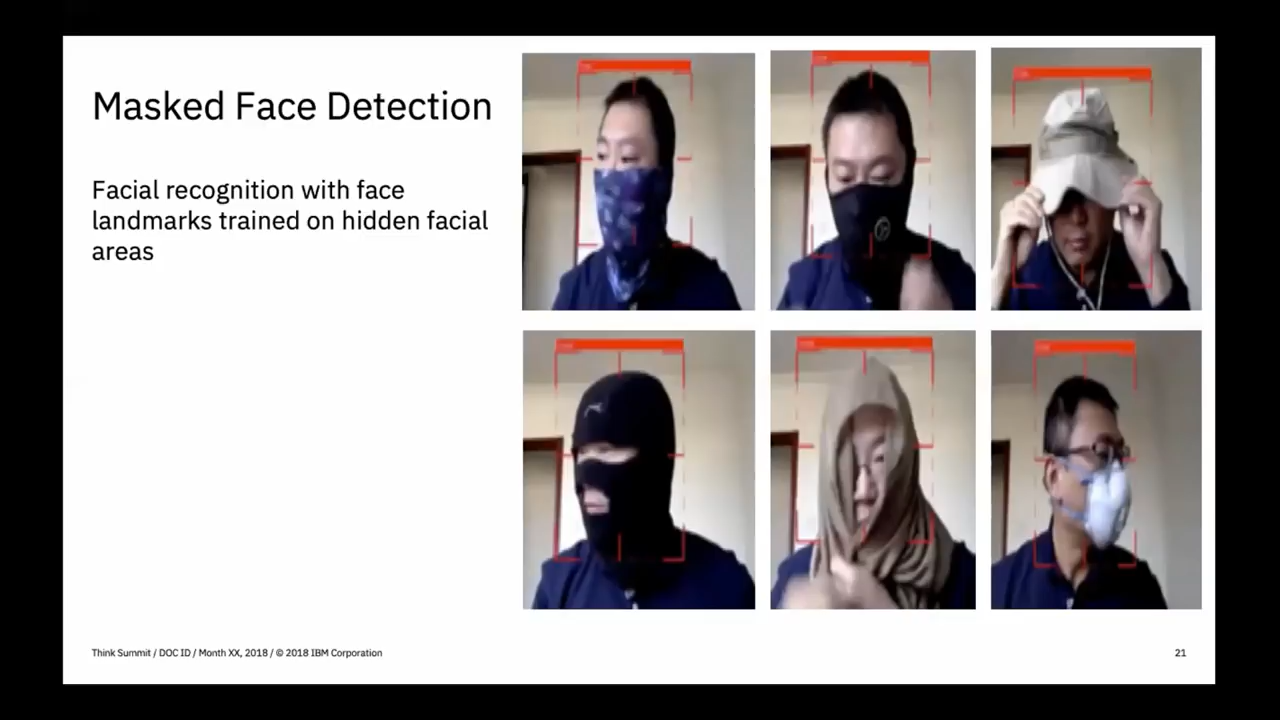 Masked Face Detection
Facial recognition with face
landmarks trained on hidden facial
areas
Think Summit / DOC ID / Month XX, 2018 / © 2018 IBM Corporation
21